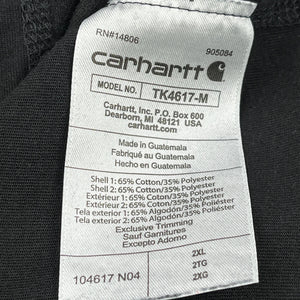 RN#14806
905084
carhartt
MODEL NO. TK4617-M
Carhartt, Inc. P.O. Box 600
Dearborn, MI 48121 USA
carhartt.com
Made in Guatemala
Fabriqué au Guatemala
Hecho en Guatemala
Shell 1: 65% Cotton/35% Polyester
Shell 2: 65% Cotton/35% Polyester
Extérieur 1: 65% Coton/35% Polyester
Extérieur 2: 65% Coton/35% Polyester
Tela exterior 1: 65% Algodón/35% Poliéster
Tela exterior 2: 65% Algodón/35% Poliéster
Exclusive Trimming
Sauf Garnitures
Excepto Adorno
104617 N04
2XL
2TG
2XG